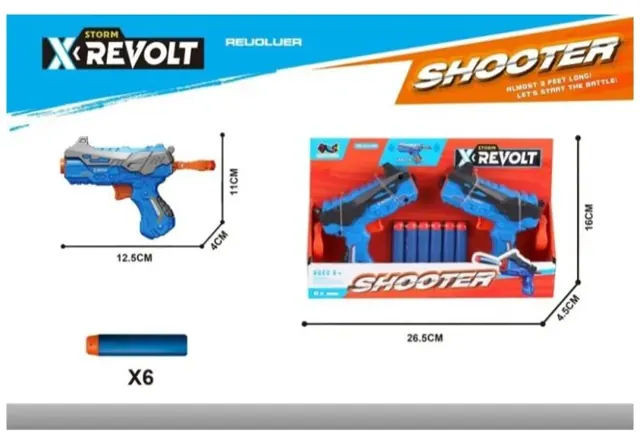 STORM
X REVOLT
REUOLUER
SHOOTER
ALMOST 3 FEET LONG!
LET'S START THE BATTLE!
11CM
4CM
12.5CM
STORM
X REVOLT
SHOOTER
16CM
4.5CM
26.5CM
X6